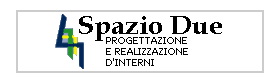 Spazio Due
PROGETTAZIONE
E REALIZZAZIONE
D'INTERNI